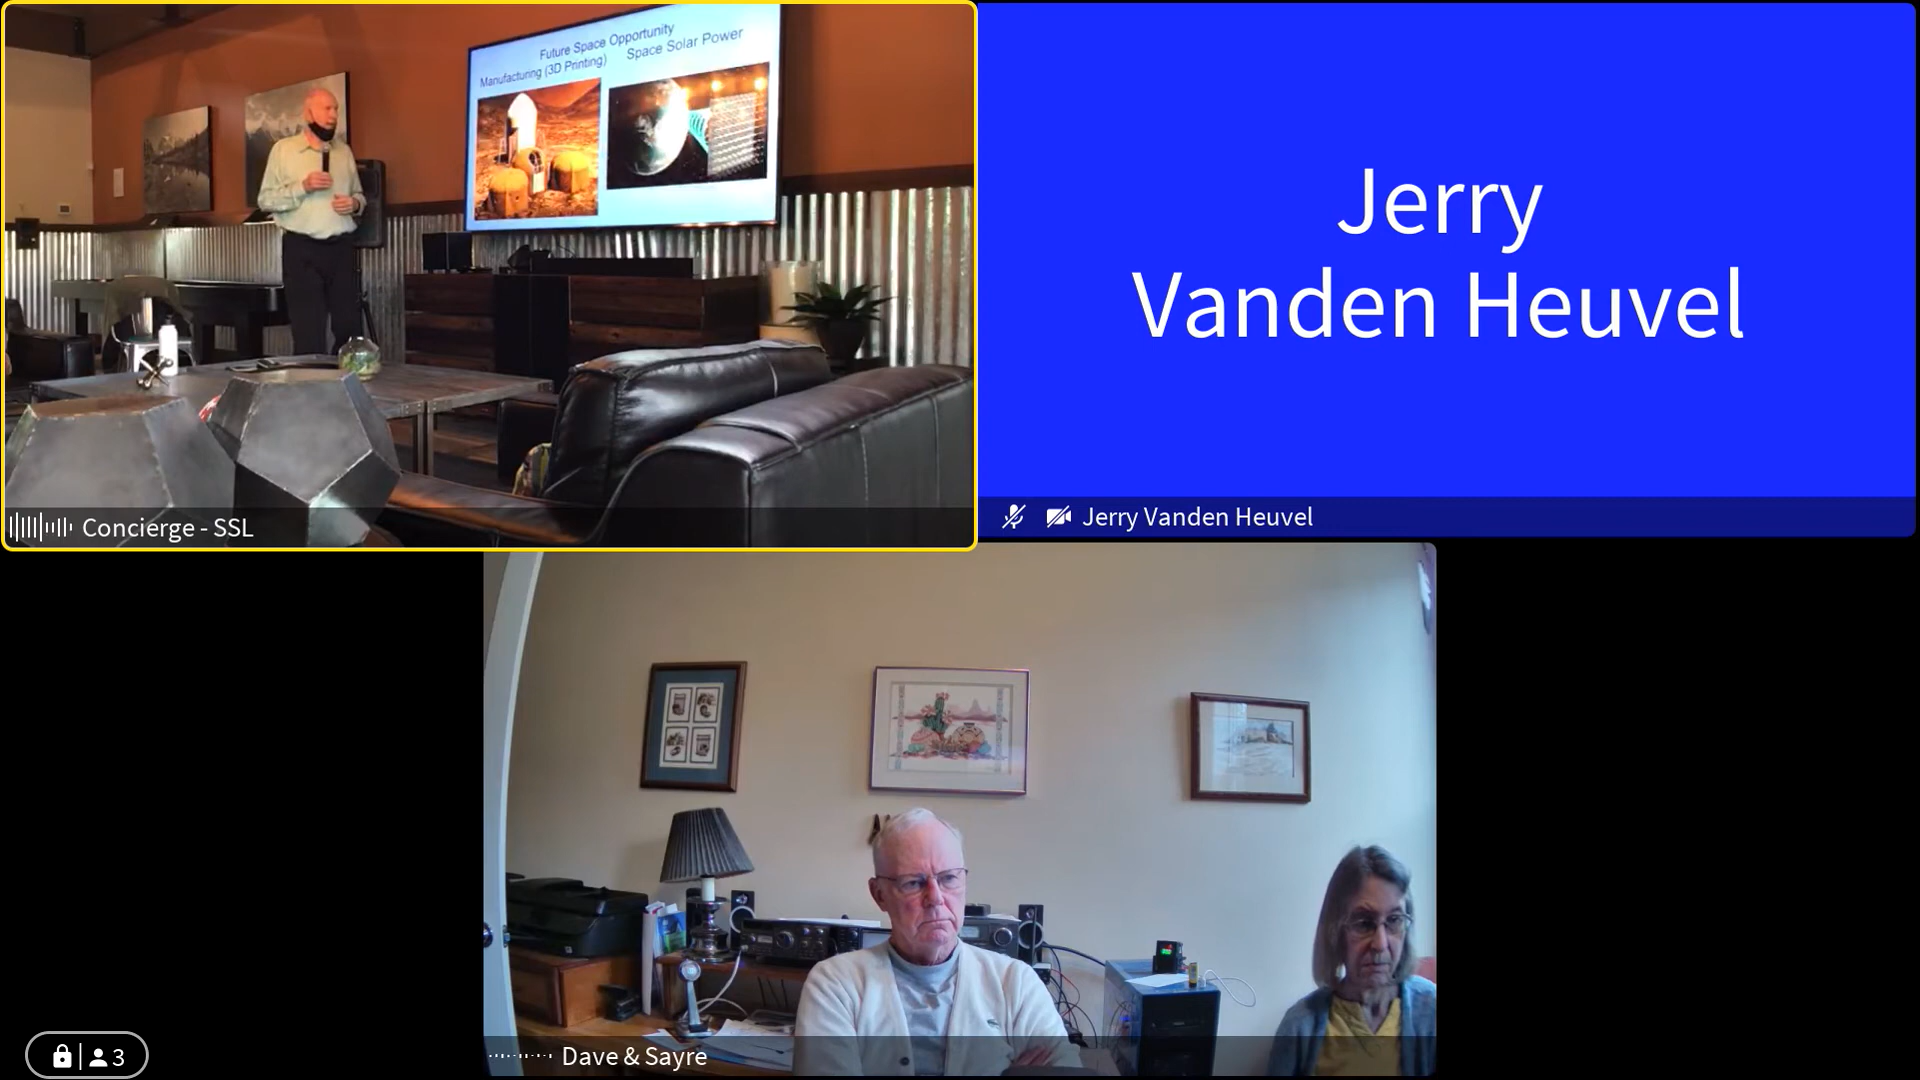 Future Space Opportunity
Manufacturing (3D Printing) Space Solar Power
Concierge - SSL
Jerry
Vanden Heuvel
Jerry Vanden Heuvel
Dave & Sayre
3